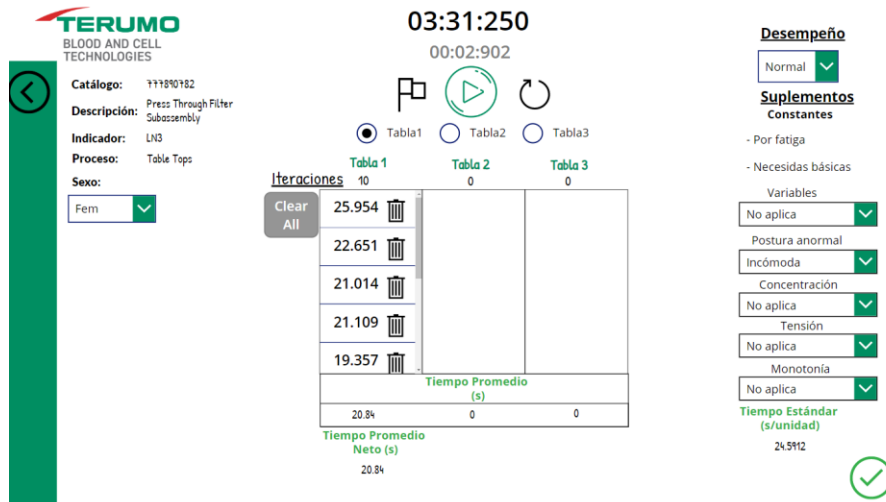 TERUMO
BLOOD AND CELL
TECHNOLOGIES
03:31:250
00:02:902
Catálogo: 777890782
Descripción: Press Through Filter
Subassembly
Indicador: LN3
Proceso: Table Tops
Sexo:
Fem
Tabla1 Tabla2 Tabla3
Tabla 1 Tabla 2 Tabla 3
Iteraciones 10 0 0
Clear
All
25.954
22.651
21.014
21.109
19.357
Tiempo Promedio
(s)
20.84 0 0
Tiempo Promedio
Neto (s)
20.84
Desempeño
Normal
Suplementos
Constantes
- Por fatiga
- Necesidas básicas
Variables
No aplica
Postura anormal
Incómoda
Concentración
No aplica
Tensión
No aplica
Monotonía
No aplica
Tiempo Estándar
(s/unidad)
24.5912